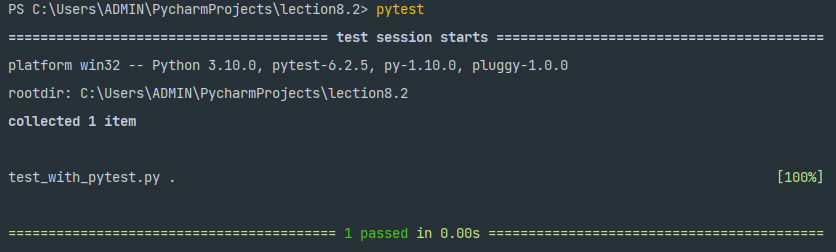 PS C:\Users\ADMIN\PycharmProjects\lection8.2> pytest
======================================== test session starts =========================================
platform win32 -- Python 3.10.0, pytest-6.2.5, py-1.10.0, pluggy-1.0.0
rootdir: C:\Users\ADMIN\PycharmProjects\lection8.2
collected 1 item
test_with_pytest.py . [100%]
========================================= 1 passed in 0.00s ==========================================